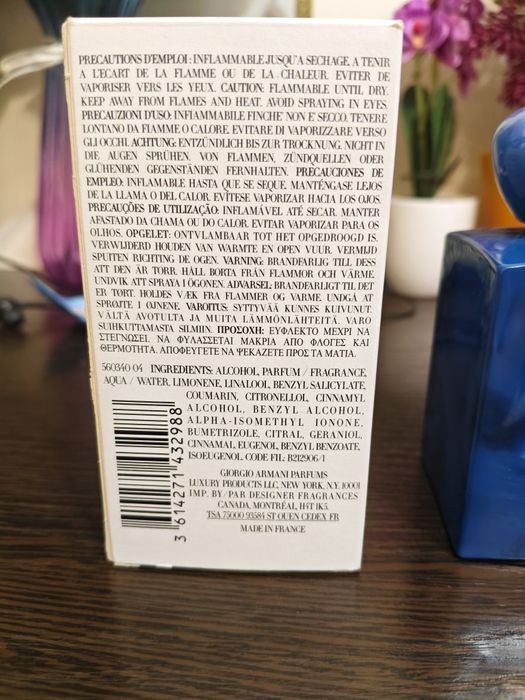 PRECAUTIONS D'EMPLOI : INFLAMMABLE JUSQU'A SECHAGE, A TENIR
A L'ECART DE LA FLAMME OU DE LA CHALEUR. EVITER DE
VAPORISER VERS LES YEUX. CAUTION: FLAMMABLE UNTIL DRY.
KEEP AWAY FROM FLAMES AND HEAT. AVOID SPRAYING IN EYES.
PRECAUZIONI D'USO: INFIAMMABILE FINCHE' NON E' SECCO. TENERE
LONTANO DA FIAMME O CALORE. EVITARE DI VAPORIZZARE VERSO
GLI OCCHI. ACHTUNG: ENTZÜNDLICH BIS ZUR TROCKNUNG. NICHT IN
DIE AUGEN SPRÜHEN. VON FLAMMEN, ZÜNDQUELLEN ODER
GLÜHENDEN GEGENSTÄNDEN FERNHALTEN. PRECAUCIONES DE
EMPLEO: INFLAMABLE HASTA QUE SE SEQUE. MANTÉNGASE LEJOS
DE LA LLAMA O DEL CALOR. EVÍTESE VAPORIZAR HACIA LOS OJOS.
PRECAUÇÕES DE UTILIZAÇÃO: INFLAMÁVEL ATÉ SECAR. MANTER
AFASTADO DA CHAMA OU DO CALOR. EVITAR VAPORIZAR PARA OS
OLHOS. OPGELET: ONTVLAMBAAR TOT HET OPGEDROOGD IS.
VERWIJDERD HOUDEN VAN WARMTE EN OPEN VUUR. VERMIJD
SPUITEN RICHTING DE OGEN. VARNING: BRANDFARLIG TILL DESS
ATT DEN ÄR TORR. HÅLL BORTA FRÅN FLAMMOR OCH VÄRME.
UNDVIK ATT SPRAYA I ÖGONEN. ADVARSEL: BRANDFARLIGT TIL DET
ER TØRT. HOLDES VÆK FRA FLAMMER OG VARME UNDGÅ AT
SPRØJTE I ØJNENE. VAROITUS: SYTTYVÄÄ KUNNES KUIVUNUT.
VÄLTÄ AVOTULTA JA MUITA LÄMMÖNLÄHTEITÄ. VARO
SUIHKUTTAMASTA SILMIIN. ΠΡΟΣΟΧΗ: ΕΥΦΛΕΚΤΟ ΜΕΧΡΙ ΝΑ
ΣΤΕΓΝΩΣΕΙ. ΝΑ ΦΥΛΑΣΣΕΤΑΙ ΜΑΚΡΙΑ ΑΠΟ ΦΛΟΓΕΣ ΚΑΙ
ΘΕΡΜΟΤΗΤΑ. ΑΠΟΦΕΥΓΕΤΕ ΝΑ ΨΕΚΑΖΕΤΕ ΠΡΟΣ ΤΑ ΜΑΤΙΑ.
560340 04 INGREDIENTS: ALCOHOL, PARFUM / FRAGRANCE,
AQUA / WATER, LIMONENE, LINALOOL, BENZYL SALICYLATE,
COUMARIN, CITRONELLOL, CINNAMYL
ALCOHOL, BENZYL ALCOHOL,
ALPHA-ISOMETHYL IONONE,
BUMETRIZOLE, CITRAL, GERANIOL,
CINNAMAL, EUGENOL, BENZYL BENZOATE,
ISOEUGENOL. CODE FIL: B212906/1
3 614271 432988
GIORGIO ARMANI PARFUMS
LUXURY PRODUCTS LLC, NEW YORK, N.Y. 10001
IMP. BY/PAR DESIGNER FRAGRANCES
CANADA, MONTRÉAL, H4T 1K5.
TSA 75000 93584 ST OUEN CEDEX FR
MADE IN FRANCE